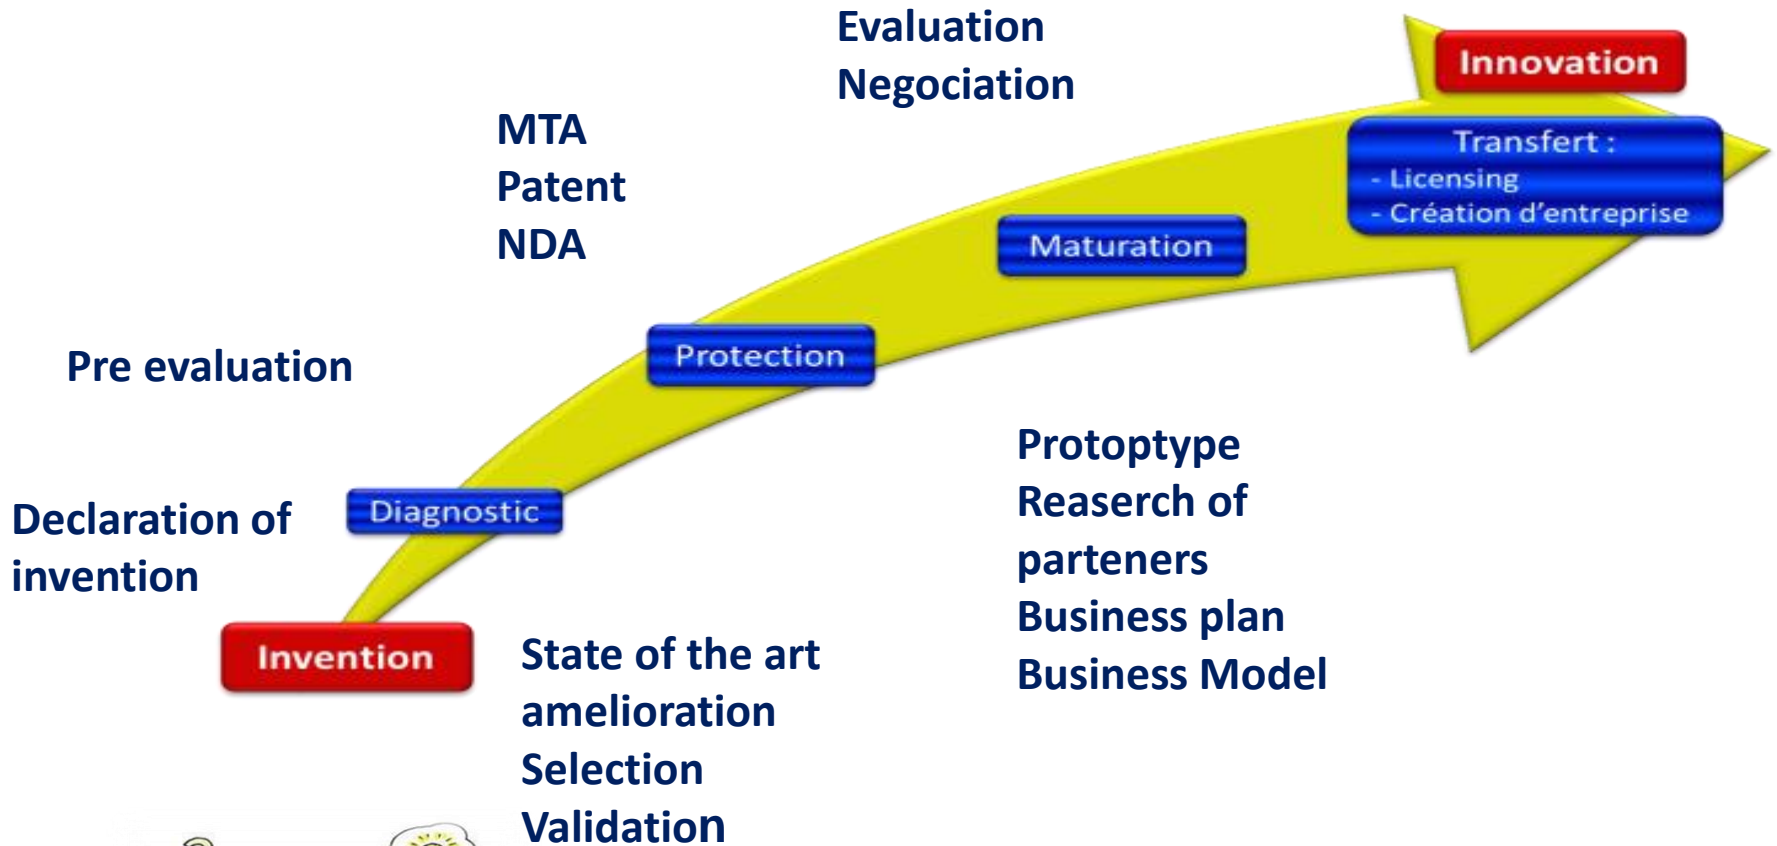 Evaluation
Negociation
Innovation
MTA
Patent
NDA
Transfert :
- Licensing
- Création d'entreprise
Maturation
Protection
Pre evaluation
Protoptype
Reaserch of
parteners
Business plan
Business Model
Diagnostic
Declaration of
invention
Invention
State of the art
amelioration
Selection
Validation